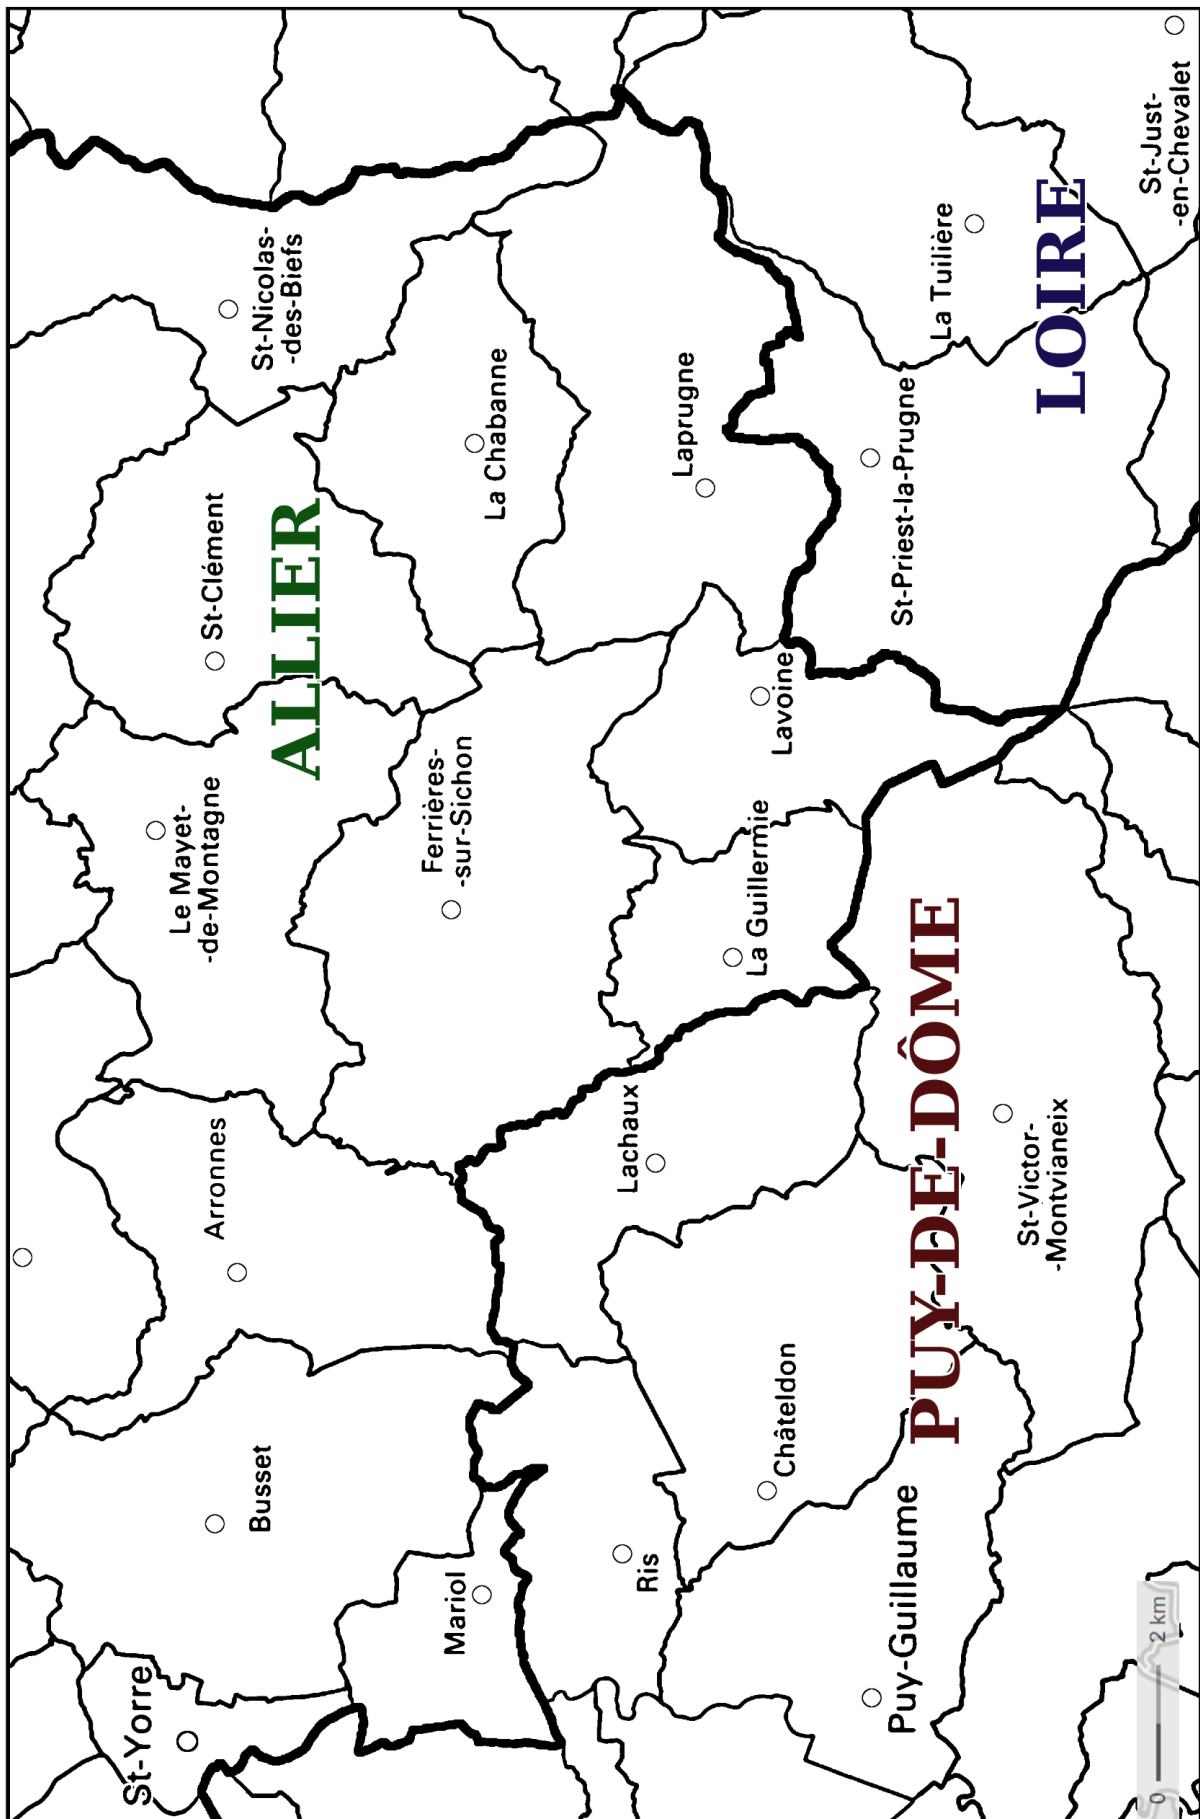 St-Yorre
Busset
Arronnes
Le Mayet-
-de-Montagne
St-Clément
St-Nicolas-
-des-Biefs
ALLIER
Mariol
Ferrières-
-sur-Sichon
La Chabanne
Ris
Lachaux
Laprugne
Châteldon
La Guillermie
Lavoine
Puy-Guillaume
PUY-DE-DÔME
St-Priest-la-Prugne
La Tuilière
St-Victor-
-Montvianeix
LOIRE
St-Just-
-en-Chevalet
0 2 km